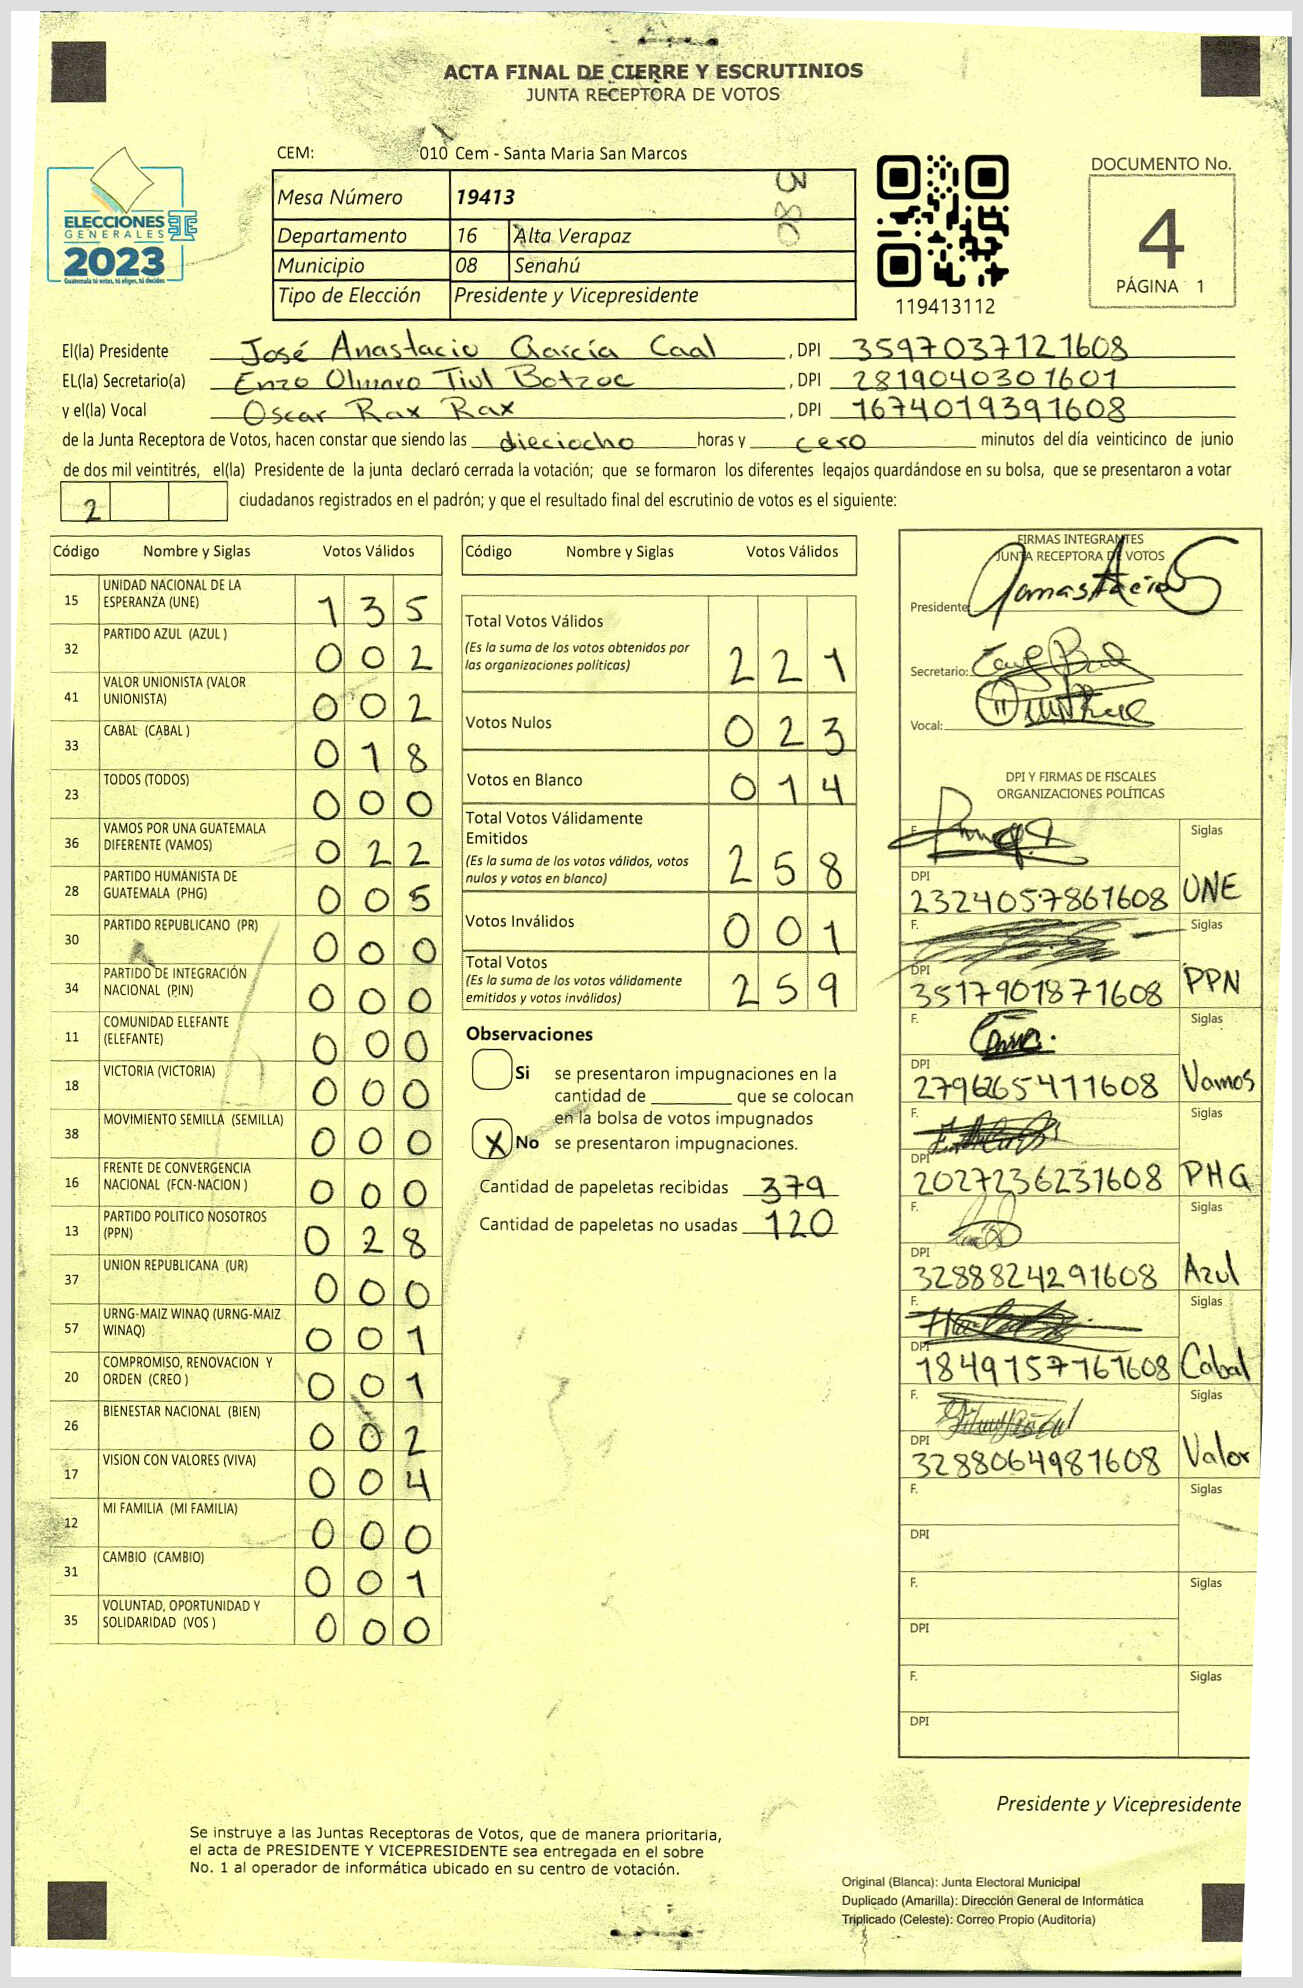 ACTA FINAL DE CIERRE Y ESCRUTINIOS
JUNTA RECEPTORA DE VOTOS
ELECCIONES
GENERALES
2023
Guatemala tú votas, tú eliges, tú decides
CEM: 010 Cem - Santa Maria San Marcos
Mesa Número 19413
380
Departamento 16 Alta Verapaz
Municipio 08 Senahú
Tipo de Elección Presidente y Vicepresidente
119413112
DOCUMENTO No.
4
PÁGINA 1
El(la) Presidente José Anastacio García Caal , DPI 3597037121608
EL(la) Secretario(a) Enzo Olmaro Tiul Botzoc , DPI 2819040301601
y el(la) Vocal Oscar Rax Rax , DPI 1674019391608
de la Junta Receptora de Votos, hacen constar que siendo las dieciocho horas y cero minutos del día veinticinco de junio
de dos mil veintitrés, el(la) Presidente de la junta declaró cerrada la votación; que se formaron los diferentes legajos quardándose en su bolsa, que se presentaron a votar
2 ciudadanos registrados en el padrón; y que el resultado final del escrutinio de votos es el siguiente:
Código Nombre y Siglas Votos Válidos
15 UNIDAD NACIONAL DE LA ESPERANZA (UNE) 1 3 5
32 PARTIDO AZUL (AZUL ) 0 0 2
41 VALOR UNIONISTA (VALOR UNIONISTA) 0 0 2
33 CABAL (CABAL ) 0 1 8
23 TODOS (TODOS) 0 0 0
36 VAMOS POR UNA GUATEMALA DIFERENTE (VAMOS) 0 2 2
28 PARTIDO HUMANISTA DE GUATEMALA (PHG) 0 0 5
30 PARTIDO REPUBLICANO (PR) 0 0 0
34 PARTIDO DE INTEGRACIÓN NACIONAL (PIN) 0 0 0
11 COMUNIDAD ELEFANTE (ELEFANTE) 0 0 0
18 VICTORIA (VICTORIA) 0 0 0
38 MOVIMIENTO SEMILLA (SEMILLA) 0 0 0
16 FRENTE DE CONVERGENCIA NACIONAL (FCN-NACION ) 0 0 0
13 PARTIDO POLITICO NOSOTROS (PPN) 0 2 8
37 UNION REPUBLICANA (UR) 0 0 0
57 URNG-MAIZ WINAQ (URNG-MAIZ WINAQ) 0 0 1
20 COMPROMISO, RENOVACION Y ORDEN (CREO ) 0 0 1
26 BIENESTAR NACIONAL (BIEN) 0 0 2
17 VISION CON VALORES (VIVA) 0 0 4
12 MI FAMILIA (MI FAMILIA) 0 0 0
31 CAMBIO (CAMBIO) 0 0 1
35 VOLUNTAD, OPORTUNIDAD Y SOLIDARIDAD (VOS ) 0 0 0
Código Nombre y Siglas Votos Válidos
Total Votos Válidos
(Es la suma de los votos obtenidos por
las organizaciones políticas) 2 2 1
Votos Nulos 0 2 3
Votos en Blanco 0 1 4
Total Votos Válidamente
Emitidos
(Es la suma de los votos válidos, votos
nulos y votos en blanco) 2 5 8
Votos Inválidos 0 0 1
Total Votos
(Es la suma de los votos válidamente
emitidos y votos inválidos) 2 5 9
Observaciones
Si se presentaron impugnaciones en la
cantidad de ________ que se colocan
en la bolsa de votos impugnados
X No se presentaron impugnaciones.
Cantidad de papeletas recibidas 379
Cantidad de papeletas no usadas 120
FIRMAS INTEGRANTES
JUNTA RECEPTORA DE VOTOS
Presidente
Secretario:
Vocal:
DPI Y FIRMAS DE FISCALES
ORGANIZACIONES POLÍTICAS
F. Siglas
DPI 2324057861608 UNE
F. Siglas
DPI 3517901871608 PPN
F. Siglas
DPI 2796265411608 Vamos
F. Siglas
DPI 2027236231608 PHG
F. Siglas
DPI 3288824291608 Azul
F. Siglas
DPI 1849157761608 Cabal
F. Siglas
DPI 3288064981608 Valor
F. Siglas
DPI
F. Siglas
DPI
F. Siglas
DPI
Presidente y Vicepresidente
Se instruye a las Juntas Receptoras de Votos, que de manera prioritaria,
el acta de PRESIDENTE Y VICEPRESIDENTE sea entregada en el sobre
No. 1 al operador de informática ubicado en su centro de votación.
Original (Blanca): Junta Electoral Municipal
Duplicado (Amarilla): Dirección General de Informática
Triplicado (Celeste): Correo Propio (Auditoría)